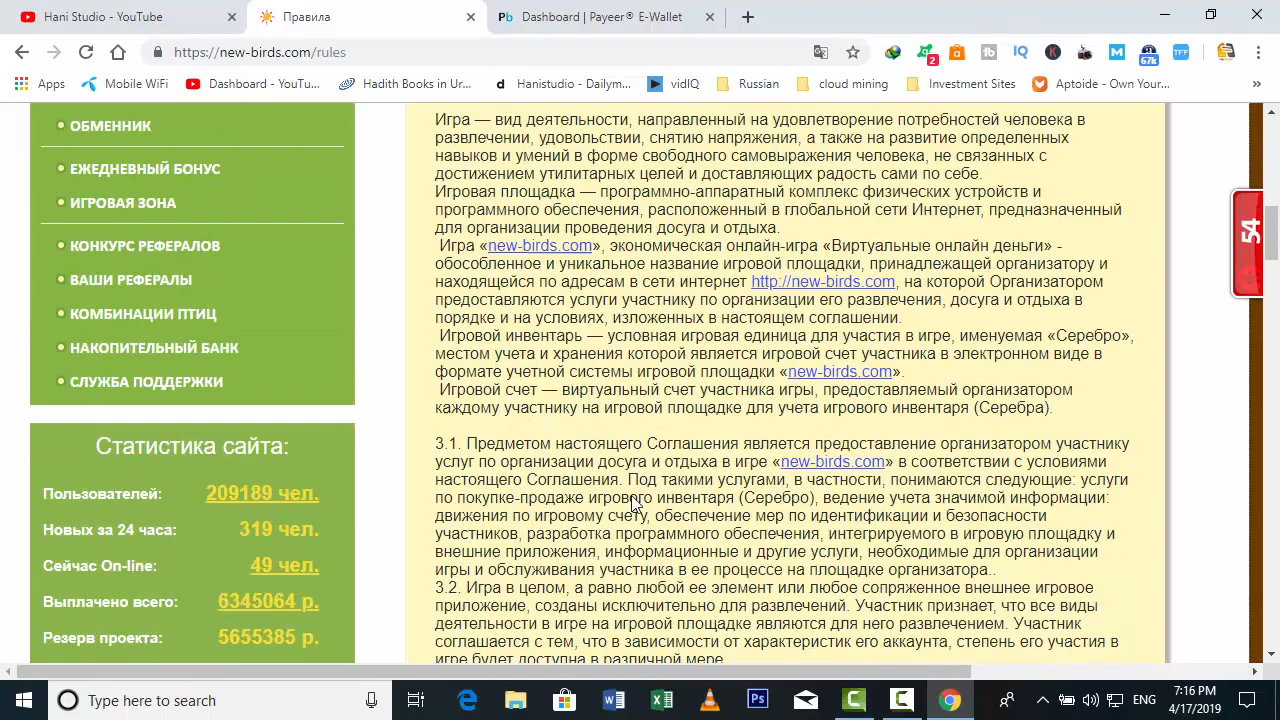 Hani Studio - YouTube
Правила
Dashboard | Payeer® E-Wallet
https://new-birds.com/rules
2
67k
TFF
Apps
Mobile WiFi
Dashboard - YouTu...
Hadith Books in Ur...
Hanistudio - Dailym...
vidIQ
Russian
cloud mining
Investment Sites
Aptoide - Own Your...
ОБМЕННИК
ЕЖЕДНЕВНЫЙ БОНУС
ИГРОВАЯ ЗОНА
КОНКУРС РЕФЕРАЛОВ
ВАШИ РЕФЕРАЛЫ
КОМБИНАЦИИ ПТИЦ
НАКОПИТЕЛЬНЫЙ БАНК
СЛУЖБА ПОДДЕРЖКИ
Статистика сайта:
Пользователей: 209189 чел.
Новых за 24 часа: 319 чел.
Сейчас On-line: 49 чел.
Выплачено всего: 6345064 р.
Резерв проекта: 5655385 р.
Игра — вид деятельности, направленный на удовлетворение потребностей человека в
развлечении, удовольствии, снятию напряжения, а также на развитие определенных
навыков и умений в форме свободного самовыражения человека, не связанных с
достижением утилитарных целей и доставляющих радость сами по себе.
Игровая площадка — программно-аппаратный комплекс физических устройств и
программного обеспечения, расположенный в глобальной сети Интернет, предназначенный
для организации проведения досуга и отдыха.
Игра «new-birds.com», экономическая онлайн-игра «Виртуальные онлайн деньги» -
обособленное и уникальное название игровой площадки, принадлежащей организатору и
находящейся по адресам в сети интернет http://new-birds.com, на которой Организатором
предоставляются услуги участнику по организации его развлечения, досуга и отдыха в
порядке и на условиях, изложенных в настоящем соглашении.
Игровой инвентарь — условная игровая единица для участия в игре, именуемая «Серебро»,
местом учета и хранения которой является игровой счет участника в электронном виде в
формате учетной системы игровой площадки «new-birds.com».
Игровой счет — виртуальный счет участника игры, предоставляемый организатором
каждому участнику на игровой площадке для учета игрового инвентаря (Серебра).
3.1. Предметом настоящего Соглашения является предоставление организатором участнику
услуг по организации досуга и отдыха в игре «new-birds.com» в соответствии с условиями
настоящего Соглашения. Под такими услугами, в частности, понимаются следующие: услуги
по покупке-продаже игрового инвентаря (Серебро), ведение учета значимой информации:
движения по игровому счету, обеспечение мер по идентификации и безопасности
участников, разработка программного обеспечения, интегрируемого в игровую площадку и
внешние приложения, информационные и другие услуги, необходимые для организации
игры и обслуживания участника в ее процессе на площадке организатора..
3.2. Игра в целом, а равно любой ее элемент или любое сопряженное внешнее игровое
приложение, созданы исключительно для развлечений. Участник признает, что все виды
деятельности в игре на игровой площадке являются для него развлечением. Участник
соглашается с тем, что в зависимости от характеристик его аккаунта, степень его участия в
игре будет доступна в различной мере.
54
Type here to search
ENG
7:16 PM
4/17/2019